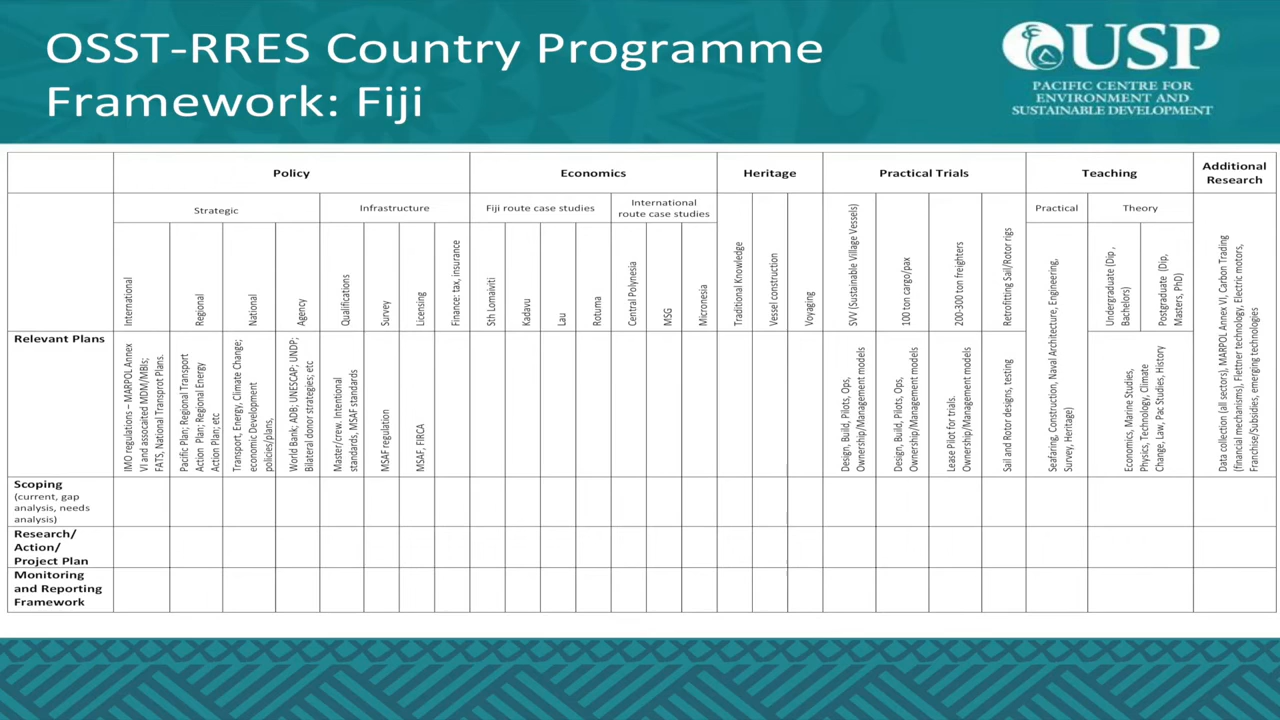 OSST-RRES Country Programme
Framework: Fiji
USP
PACIFIC CENTRE FOR
ENVIRONMENT AND
SUSTAINABLE DEVELOPMENT
Policy
Economics
Heritage
Practical Trials
Teaching
Additional
Research
Strategic
Infrastructure
Fiji route case studies
International
route case studies
Practical
Theory
International
Regional
National
Agency
Qualifications
Survey
Licensing
Finance: tax, insurance
Sth Lomaiviti
Kadavu
Lau
Rotuma
Central Polynesia
MSG
Micronesia
Traditional Knowledge
Vessel construction
Voyaging
SVV (Sustainable Village Vessels)
100 ton cargo/pax
200-300 ton freighters
Retrofitting Sail/Rotor rigs
Seafaring, Construction, Naval Architecture, Engineering,
Survey, Heritage)
Undergraduate (Dip ,
Bachelors)
Postgraduate (Dip,
Masters, PhD)
Data collection (all sectors), MARPOL Annex VI, Carbon Trading
(financial mechanisms), Flettner technology, Electric motors,
Franchise/Subsidies, emerging technologies
Relevant Plans
IMO regulations – MARPOL Annex
VI and assocated MDM/MBIs;
FATS, National Transprot Plans.
Pacific Plan; Regional Transport
Action Plan; Regional Energy
Action Plan; etc
Transport, Energy, Climate Change;
economic Development
policies/plans,
World Bank; ADB; UNESCAP; UNDP;
Bilateral donor strategies; etc
Master/crew. Intentional
standards, MSAF standards
MSAF regulation
MSAF, FIRCA
Design, Build, Pilots, Ops,
Ownership/Management models
Design, Build, Pilots, Ops,
Ownership/Management models
Lease Pilot for trials.
Ownership/Management models
Sail and Rotor designs, testing
Economics, Marine Studies,
Physics, Technology, Climate
Change, Law, Pac Studies, History
Scoping
(current, gap
analysis, needs
analysis)
Research/
Action/
Project Plan
Monitoring
and Reporting
Framework